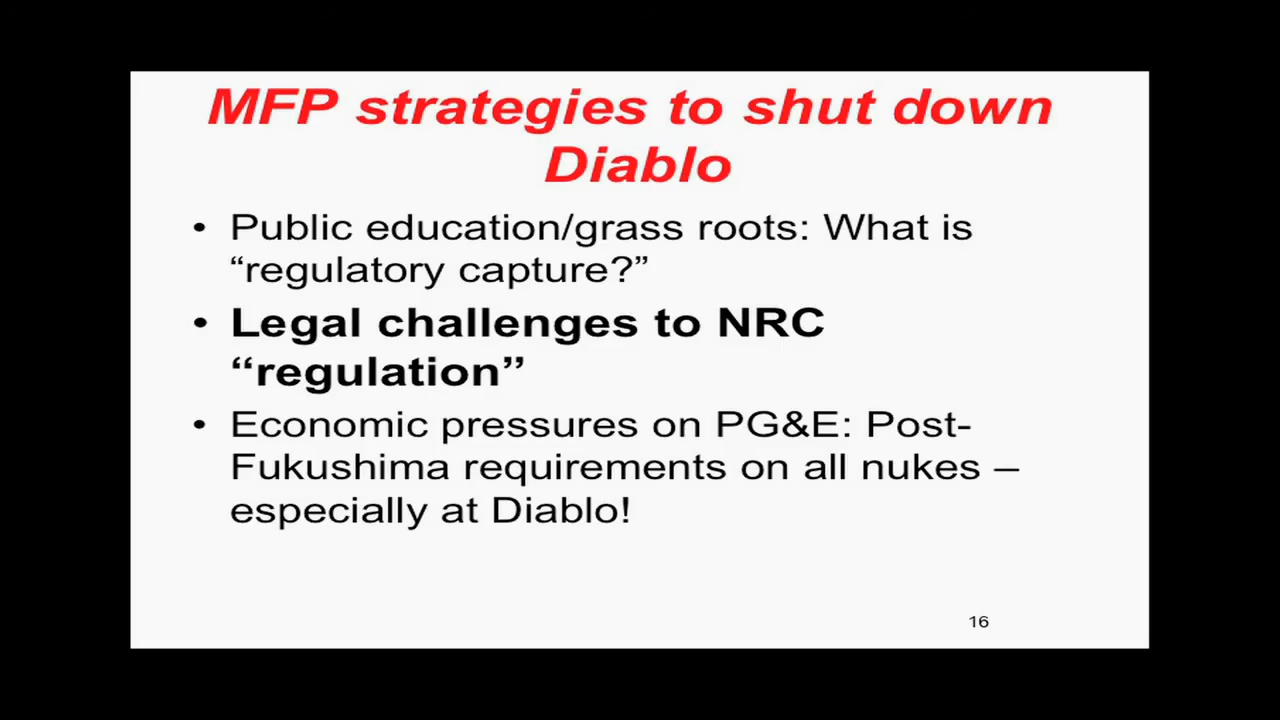 MFP strategies to shut down
Diablo
• Public education/grass roots: What is
“regulatory capture?”
• Legal challenges to NRC
“regulation”
• Economic pressures on PG&E: Post-
Fukushima requirements on all nukes –
especially at Diablo!
16